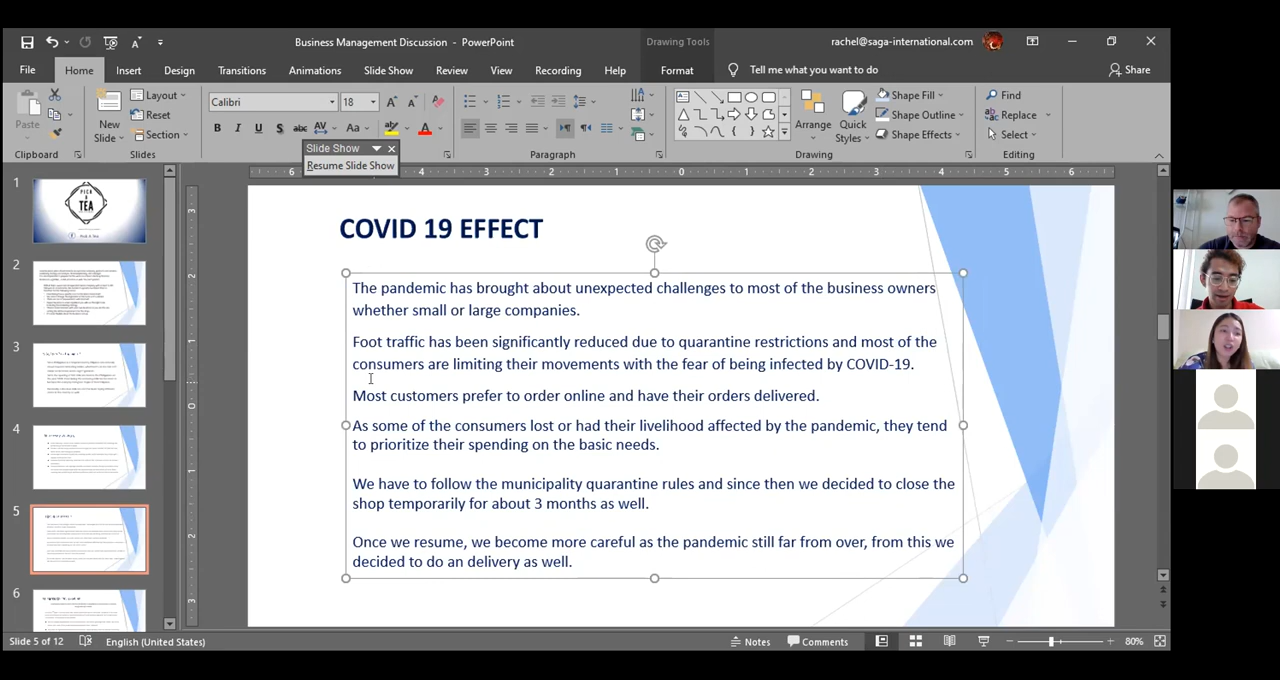 Business Management Discussion - PowerPoint
Drawing Tools
rachel@saga-international.com
File Home Insert Design Transitions Animations Slide Show Review View Recording Help Format Tell me what you want to do Share
Paste
New Slide
Layout
Reset
Section
Calibri 18
Slide Show
Resume Slide Show
Arrange
Quick Styles
Shape Fill
Shape Outline
Shape Effects
Find
Replace
Select
Clipboard Slides Paragraph Drawing Editing
1
PICK
TEA
2
3
4
5
6
COVID 19 EFFECT
The pandemic has brought about unexpected challenges to most of the business owners
whether small or large companies.
Foot traffic has been significantly reduced due to quarantine restrictions and most of the
consumers are limiting their movements with the fear of being infected by COVID-19.
Most customers prefer to order online and have their orders delivered.
As some of the consumers lost or had their livelihood affected by the pandemic, they tend
to prioritize their spending on the basic needs.
We have to follow the municipality quarantine rules and since then we decided to close the
shop temporarily for about 3 months as well.
Once we resume, we become more careful as the pandemic still far from over, from this we
decided to do an delivery as well.
Slide 5 of 12 English (United States) Notes Comments 80%